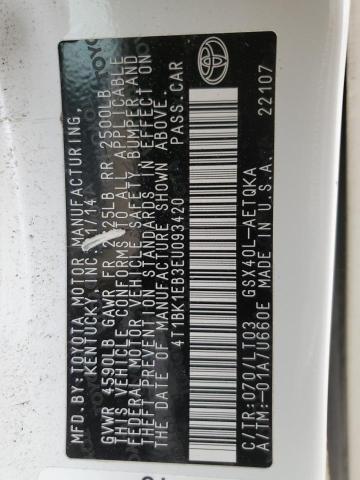 MFD.BY: TOYOTA MOTOR MANUFACTURING,
KENTUCKY, INC. 11/14
GVWR 4590LB GAWR FR 2525LB RR 2500LB
THIS VEHICLE CONFORMS TO ALL APPLICABLE
FEDERAL MOTOR VEHICLE SAFETY, BUMPER, AND
THEFT PREVENTION STANDARDS IN EFFECT ON
THE DATE OF MANUFACTURE SHOWN ABOVE.
4T1BK1EB3EU093420 PASS. CAR
C/TR: 070/LT03 GSX40L-AETQKA
A/TM: -01A/U660E MADE IN U.S.A.
22107